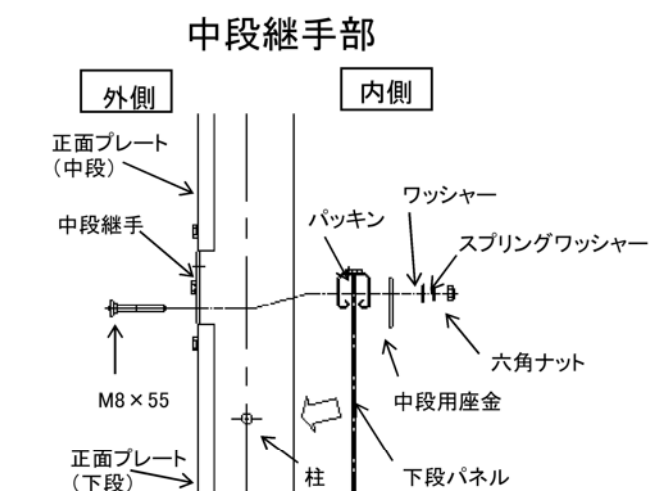 中段継手部
外側
内側
正面プレート
（中段）
中段継手
パッキン
ワッシャー
スプリングワッシャー
六角ナット
M8×55
中段用座金
正面プレート
（下段）
柱
下段パネル